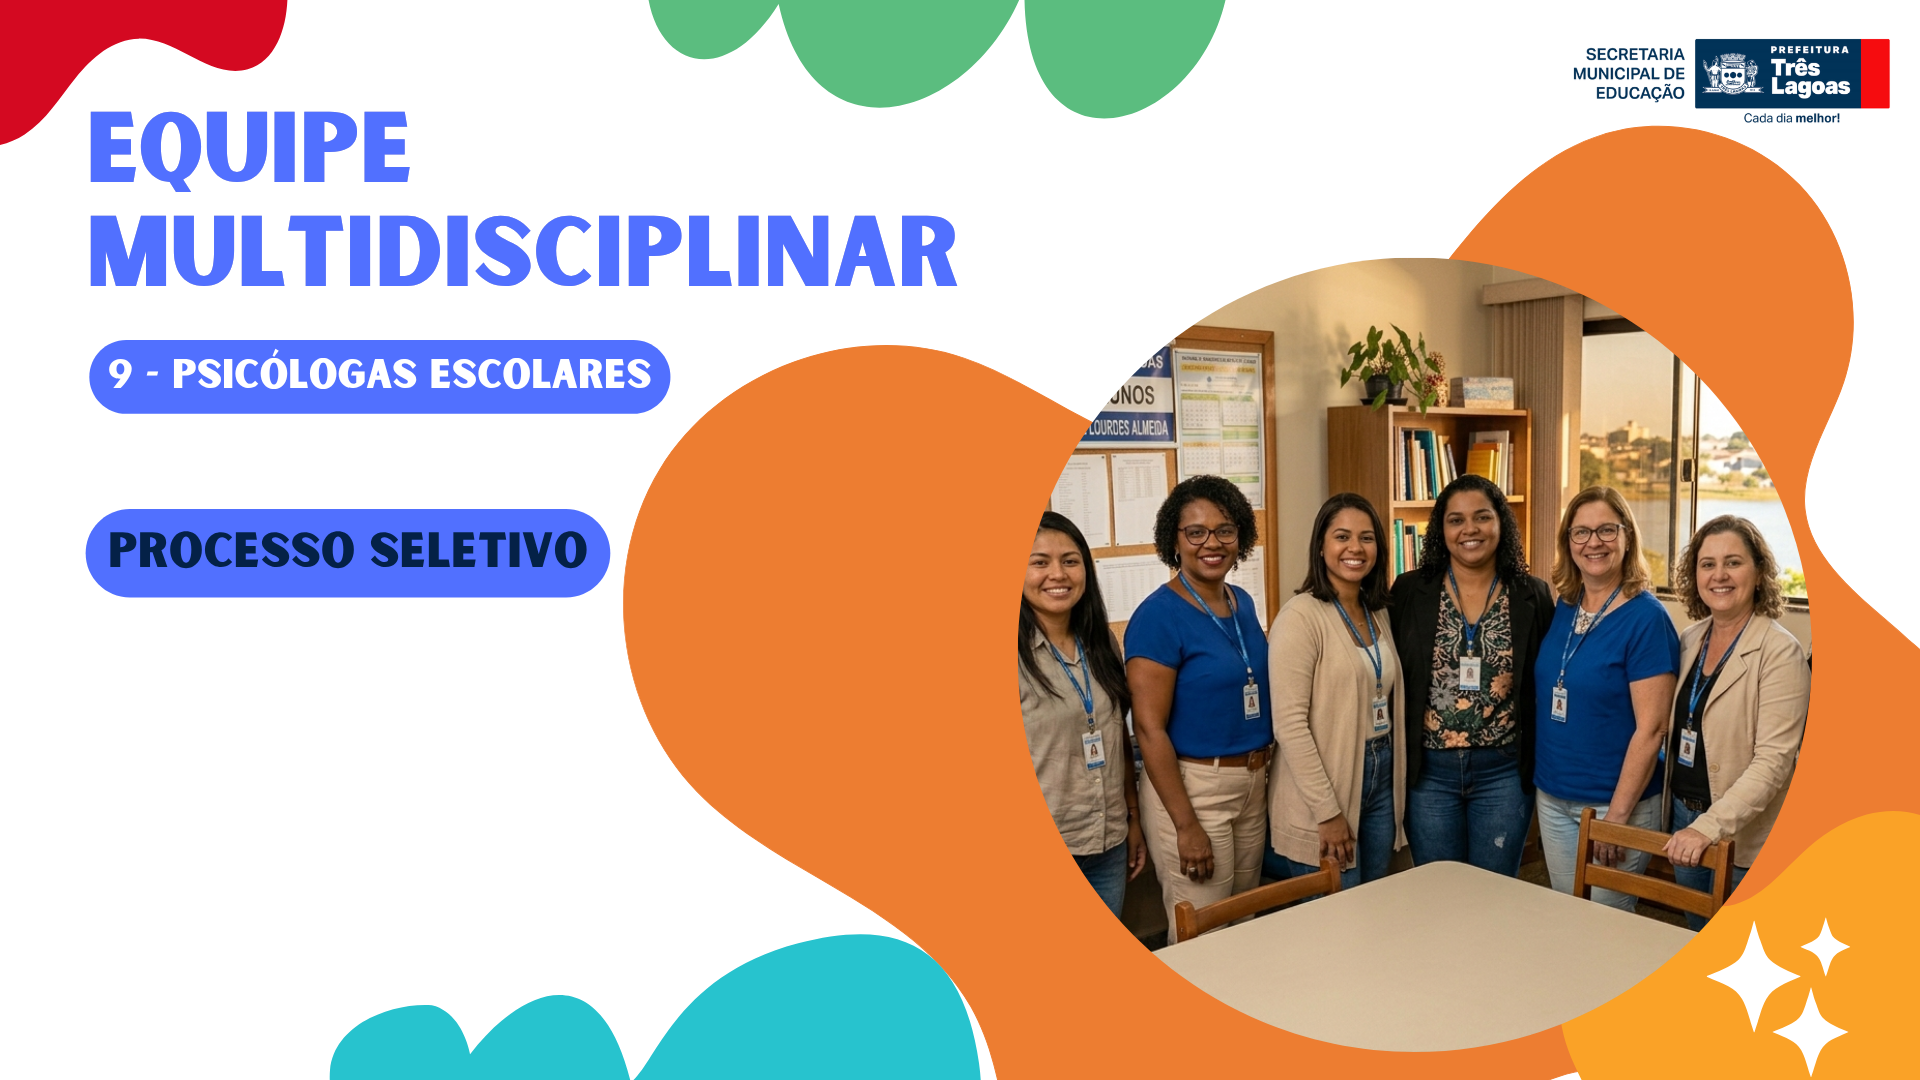 SECRETARIA
MUNICIPAL DE
EDUCAÇÃO
PREFEITURA
Três
Lagoas
Cada dia melhor!
EQUIPE
MULTIDISCIPLINAR
9 - PSICÓLOGAS ESCOLARES
PROCESSO SELETIVO
LOURDES ALMEIDA